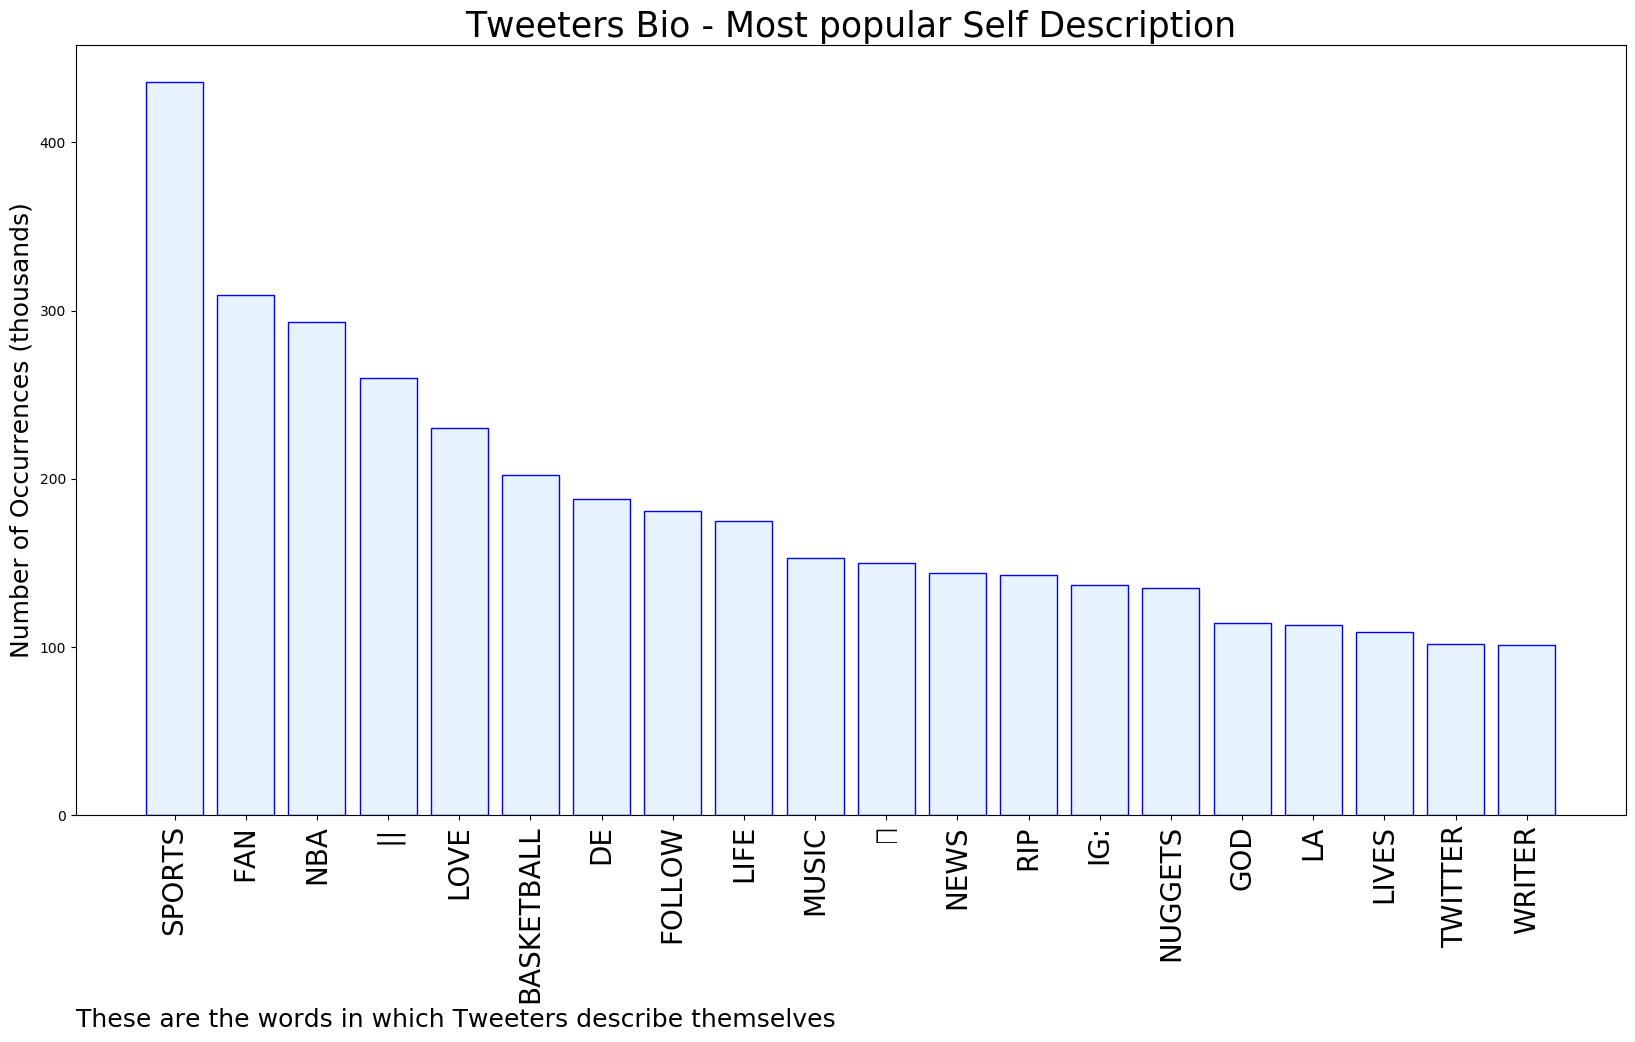 Tweeters Bio - Most popular Self Description
Number of Occurrences (thousands)
400
300
200
100
0
SPORTS
FAN
NBA
||
LOVE
BASKETBALL
DE
FOLLOW
LIFE
MUSIC
NEWS
RIP
IG:
NUGGETS
GOD
LA
LIVES
TWITTER
WRITER
These are the words in which Tweeters describe themselves